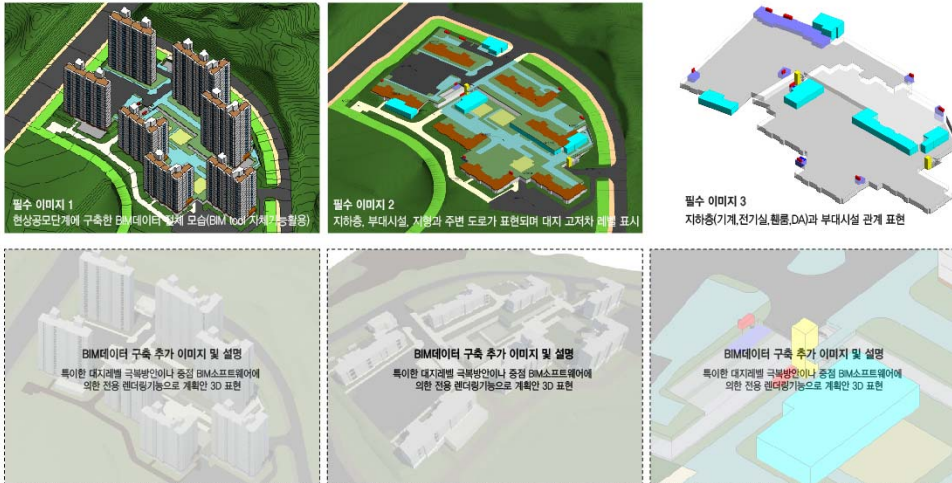 필수 이미지 1
현상공모단계에 구축한 BIM데이터 전체 모습(BIM tool 자체기능활용)
필수 이미지 2
지하층, 부대시설, 지형과 주변 도로가 표현되며 대지 고저차 레벨 표시
필수 이미지 3
지하층(기계,전기실,휀룸,DA)과 부대시설 관계 표현
BIM데이터 구축 추가 이미지 및 설명
특이한 대지레벨 극복방안이나 중점 BIM소프트웨어에
의한 전용 렌더링기능으로 계획안 3D 표현
BIM데이터 구축 추가 이미지 및 설명
특이한 대지레벨 극복방안이나 중점 BIM소프트웨어에
의한 전용 렌더링기능으로 계획안 3D 표현
BIM데이터 구축 추가 이미지 및 설명
특이한 대지레벨 극복방안이나 중점 BIM소프트웨어에
의한 전용 렌더링기능으로 계획안 3D 표현